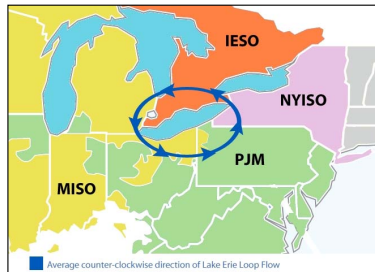 IESO
NYISO
PJM
MISO
Average counter-clockwise direction of Lake Erie Loop Flow